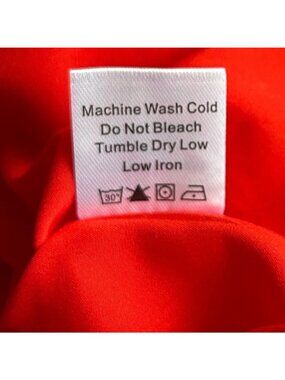 Machine Wash Cold
Do Not Bleach
Tumble Dry Low
Low Iron
30°